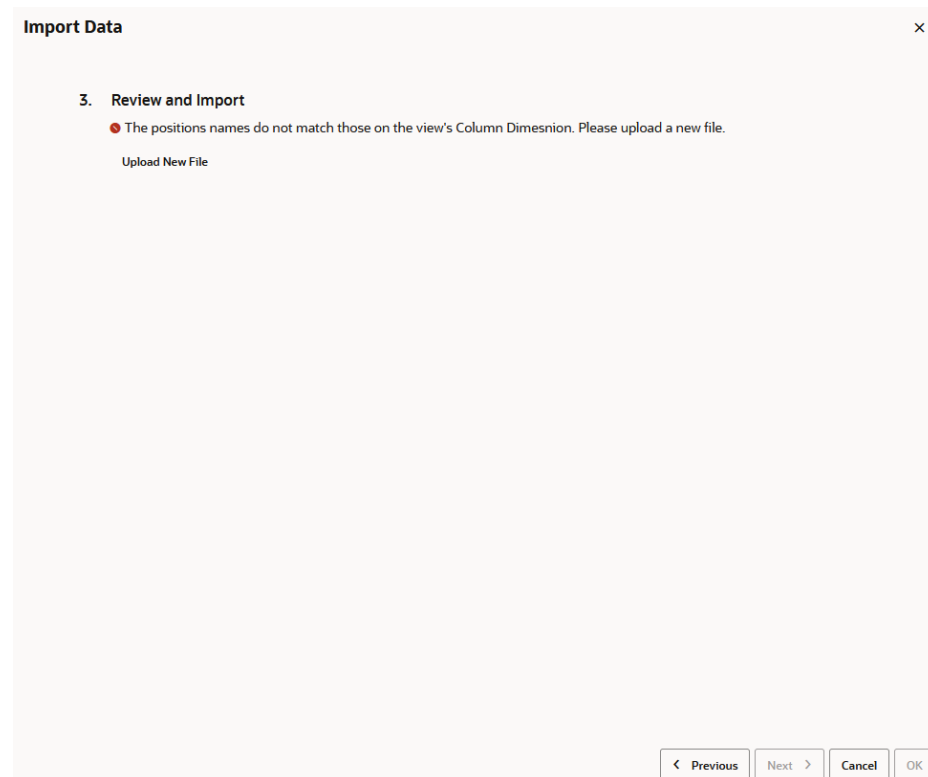 Import Data
3. Review and Import
The positions names do not match those on the view's Column Dimesnion. Please upload a new file.
Upload New File
Previous Next Cancel OK